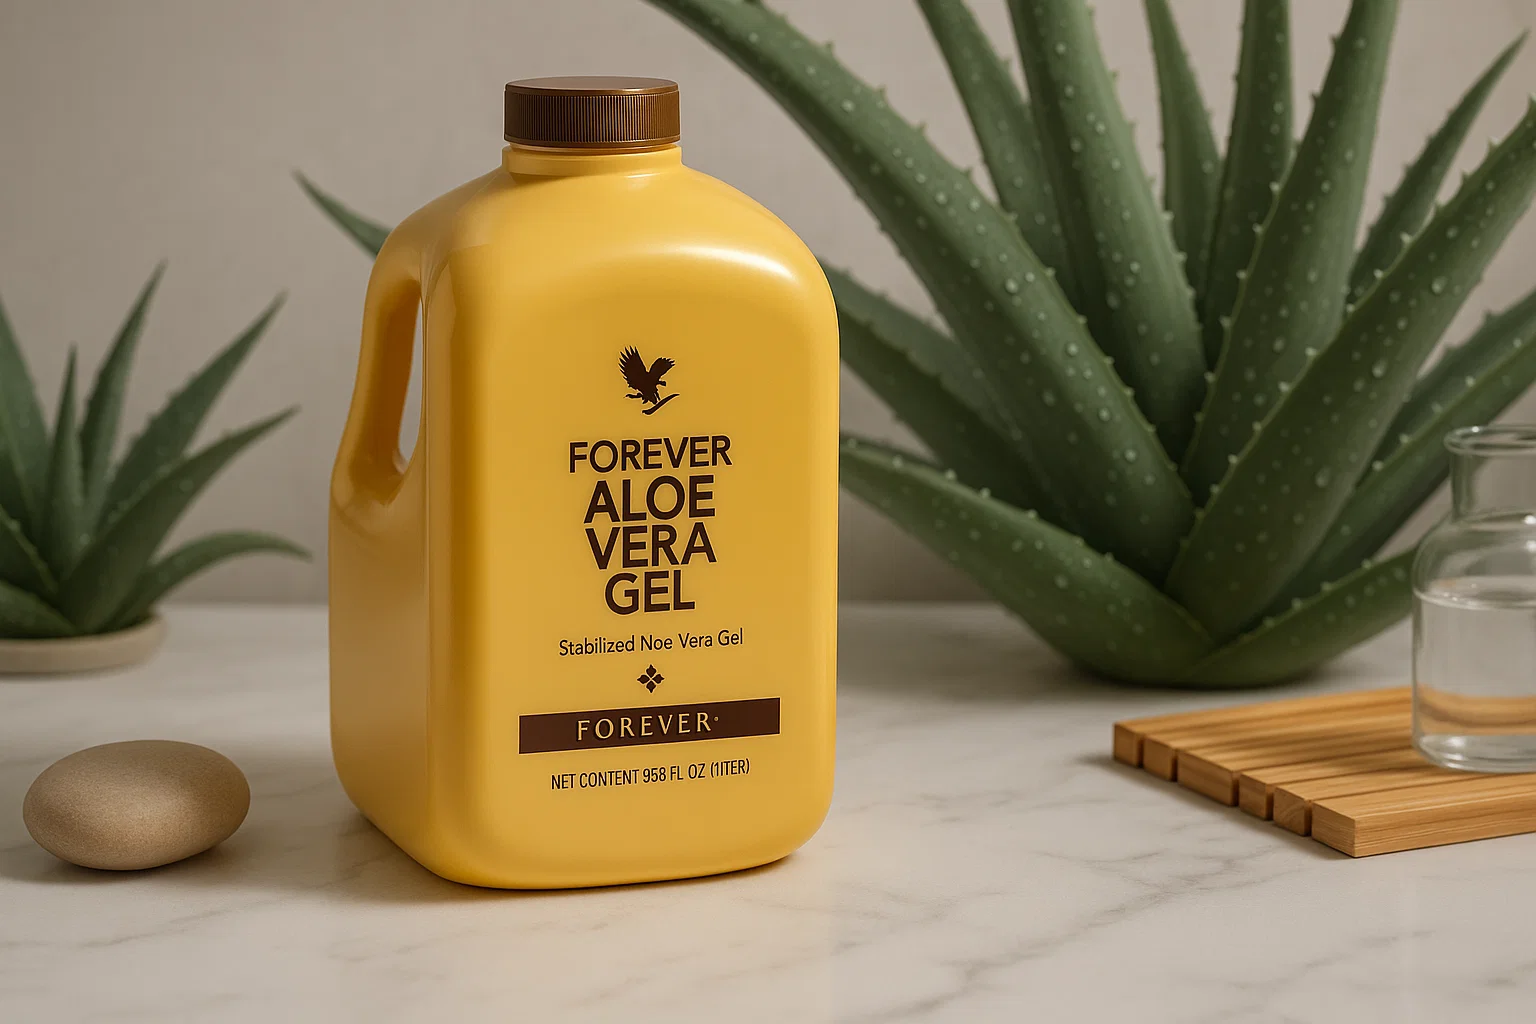 FOREVER
ALOE
VERA
GEL
Stabilized Noe Vera Gel
FOREVER®
NET CONTENT 958 FL OZ (1ITER)